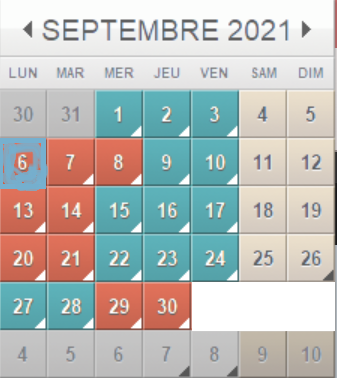 SEPTEMBRE 2021
LUN MAR MER JEU VEN SAM DIM
30 31 1 2 3 4 5
6 7 8 9 10 11 12
13 14 15 16 17 18 19
20 21 22 23 24 25 26
27 28 29 30
4 5 6 7 8 9 10